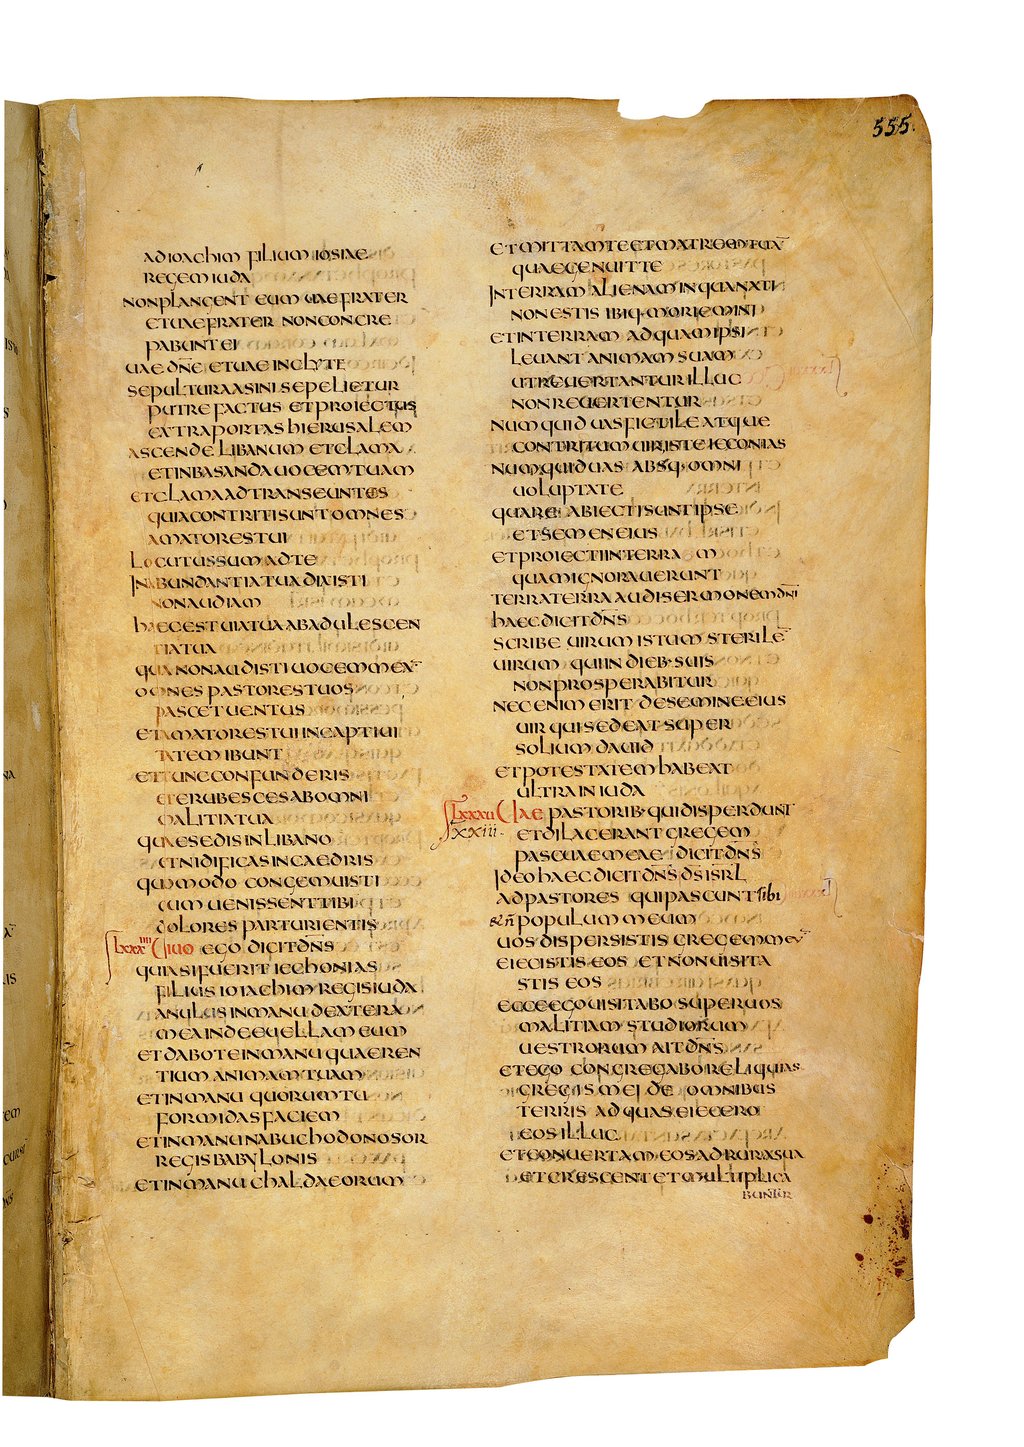 555
ad ioachim filium iosiae
regem iuda
non plangent eum uae frater
et uae frater non concre
pabunt ei
uae dn̄e et uae inclyte
sepultura asini sepelietur
putrefactus et proiectus
extra portas hierusalem
ascende libanum et clama
et in basan da uocem tuam
et clama ad transeuntes
quia contriti sunt omnes
amatores tui
locutus sum ad te
in abundantia tua dixisti
non audiam
haec est uia tua ab adulescen
tia tua
quia non audisti uocem mea
omnes pastores tuos
pascet uentus
et amatores tui in captiui
tatem ibunt
et tunc confunderis
et erubesces ab omni
malitia tua
quae sedis in libano
et nidificas in caedris
quomodo congemuisti
cum uenissent tibi
dolores parturientis
lxxxiiii Uiuo ego dicit dn̄s
quia si fuerit iechonias
filius ioiachim regis iuda
anulus in manu dextera
mea inde euellam eum
et dabo te in manu quaeren
tium animam tuam
et in manu quorum tu
formidas faciem
et in manu nabuchodonosor
regis babylonis
et in manu chaldaeorum
et mittam te et matrem tuā
quae genuit te
in terram alienam in qua nati
non estis ibiq· moriemini
et in terram ad quam ipsi
leuant animam suam
ut reuertantur illuc
non reuertentur
numquid uas fictile atque
contritum uir iste ieconias
numquid uas absq· omni
uoluptate
quare abiecti sunt ipse
et semen eius
et proiecti in terram
quam ignorauerunt
terra terra audi sermonem dn̄i
haec dicit dn̄s
scribe uirum istum sterilē
uirum qui in dieb· suis
non prosperabitur
nec enim erit de semine eius
uir qui sedeat super
solium dauid
et potestatem habeat
ultra in iuda
lxxxu Uae pastorib· qui disperdunt
xxiii· et dilacerant gregem
pascuae meae dicit dn̄s
ideo haec dicit dn̄s ds̄ isrl̄
ad pastores qui pascunt sibi
& n̄ populum meum
uos dispersistis gregem meū
eiecistis eos et non uisita
stis eos
ecce ego uisitabo super uos
malitiam studiorum
uestrorum ait dn̄s
et ego congregabo reliquias
gregis mei de omnibus
terris ad quas eiecero
eos illuc
et conuertam eos ad rura sua
et crescent et multiplica
buntur